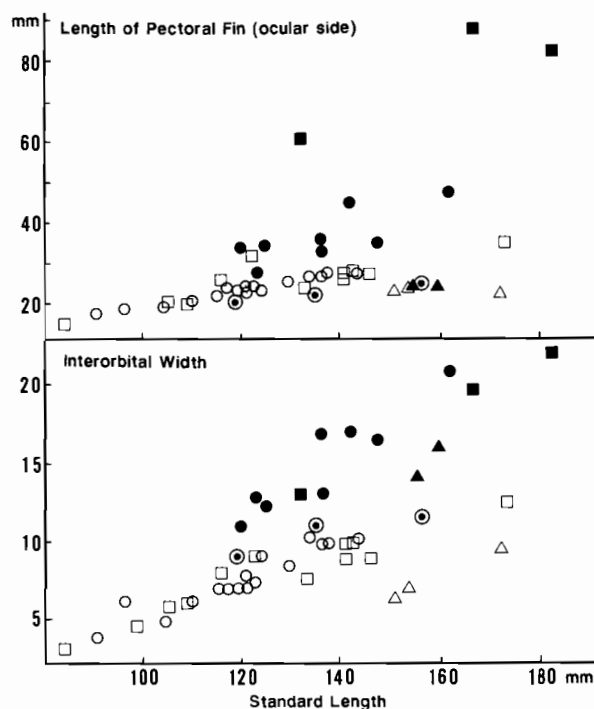 mm
Length of Pectoral Fin (ocular side)
80
60
40
20
Interorbital Width
20
15
10
5
100 120 140 160 180 mm
Standard Length